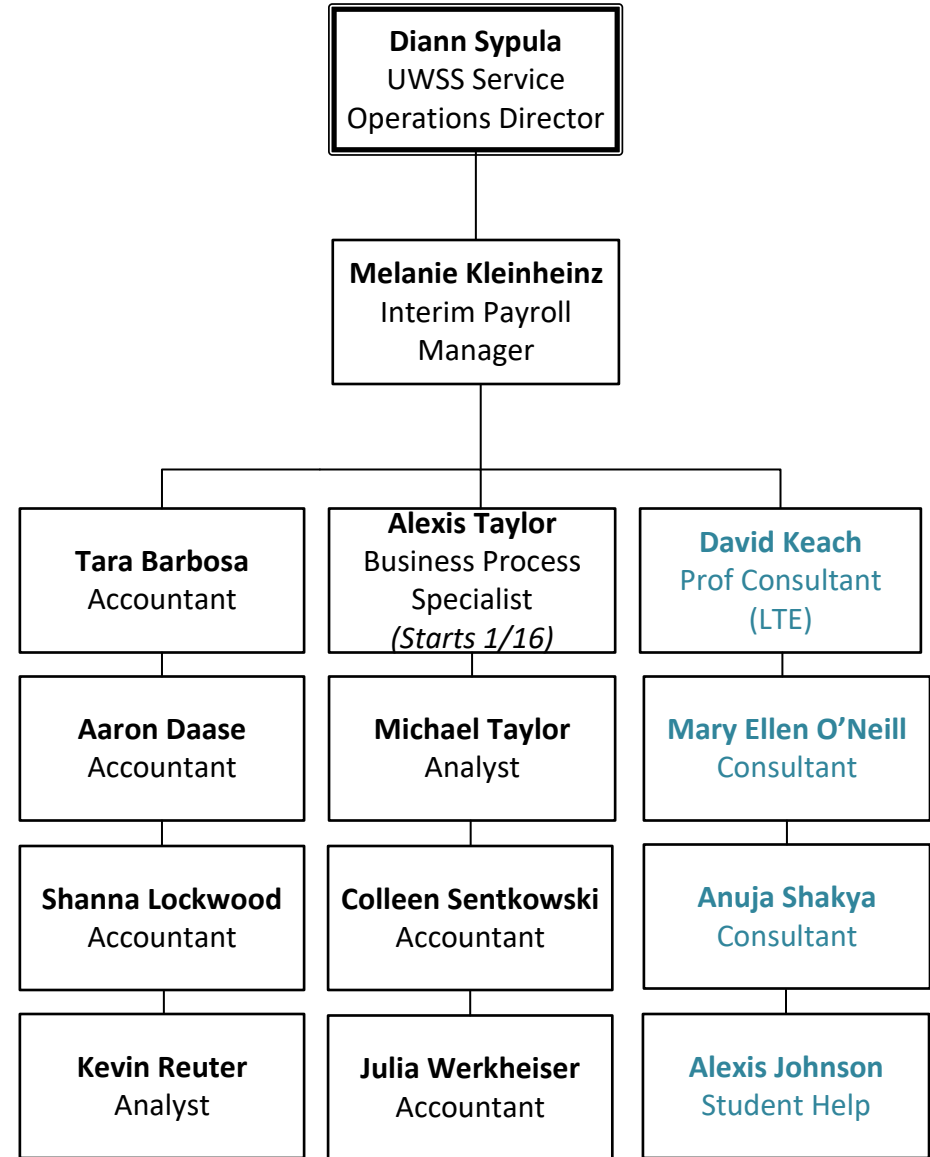 Diann Sypula
UWSS Service
Operations Director
Melanie Kleinheinz
Interim Payroll
Manager
Tara Barbosa
Accountant
Alexis Taylor
Business Process
Specialist
(Starts 1/16)
David Keach
Prof Consultant
(LTE)
Aaron Daase
Accountant
Michael Taylor
Analyst
Mary Ellen O’Neill
Consultant
Shanna Lockwood
Accountant
Colleen Sentkowski
Accountant
Anuja Shakya
Consultant
Kevin Reuter
Analyst
Julia Werkheiser
Accountant
Alexis Johnson
Student Help